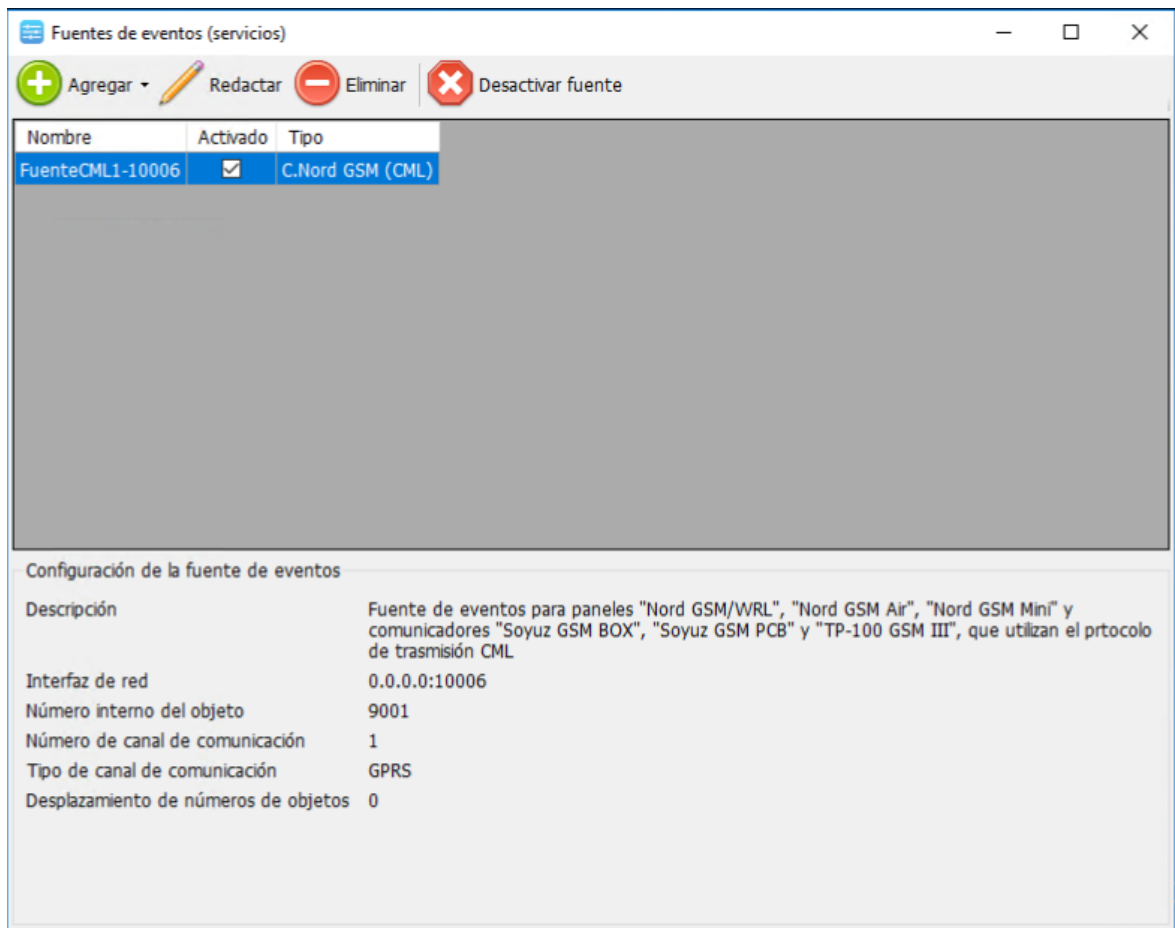 Fuentes de eventos (servicios)
Agregar Redactar Eliminar Desactivar fuente
Nombre Activado Tipo
FuenteCML1-10006 C.Nord GSM (CML)
Configuración de la fuente de eventos
Descripción Fuente de eventos para paneles "Nord GSM/WRL", "Nord GSM Air", "Nord GSM Mini" y
comunicadores "Soyuz GSM BOX", "Soyuz GSM PCB" y "TP-100 GSM III", que utilizan el prtocolo
de trasmisión CML
Interfaz de red 0.0.0.0:10006
Número interno del objeto 9001
Número de canal de comunicación 1
Tipo de canal de comunicación GPRS
Desplazamiento de números de objetos 0